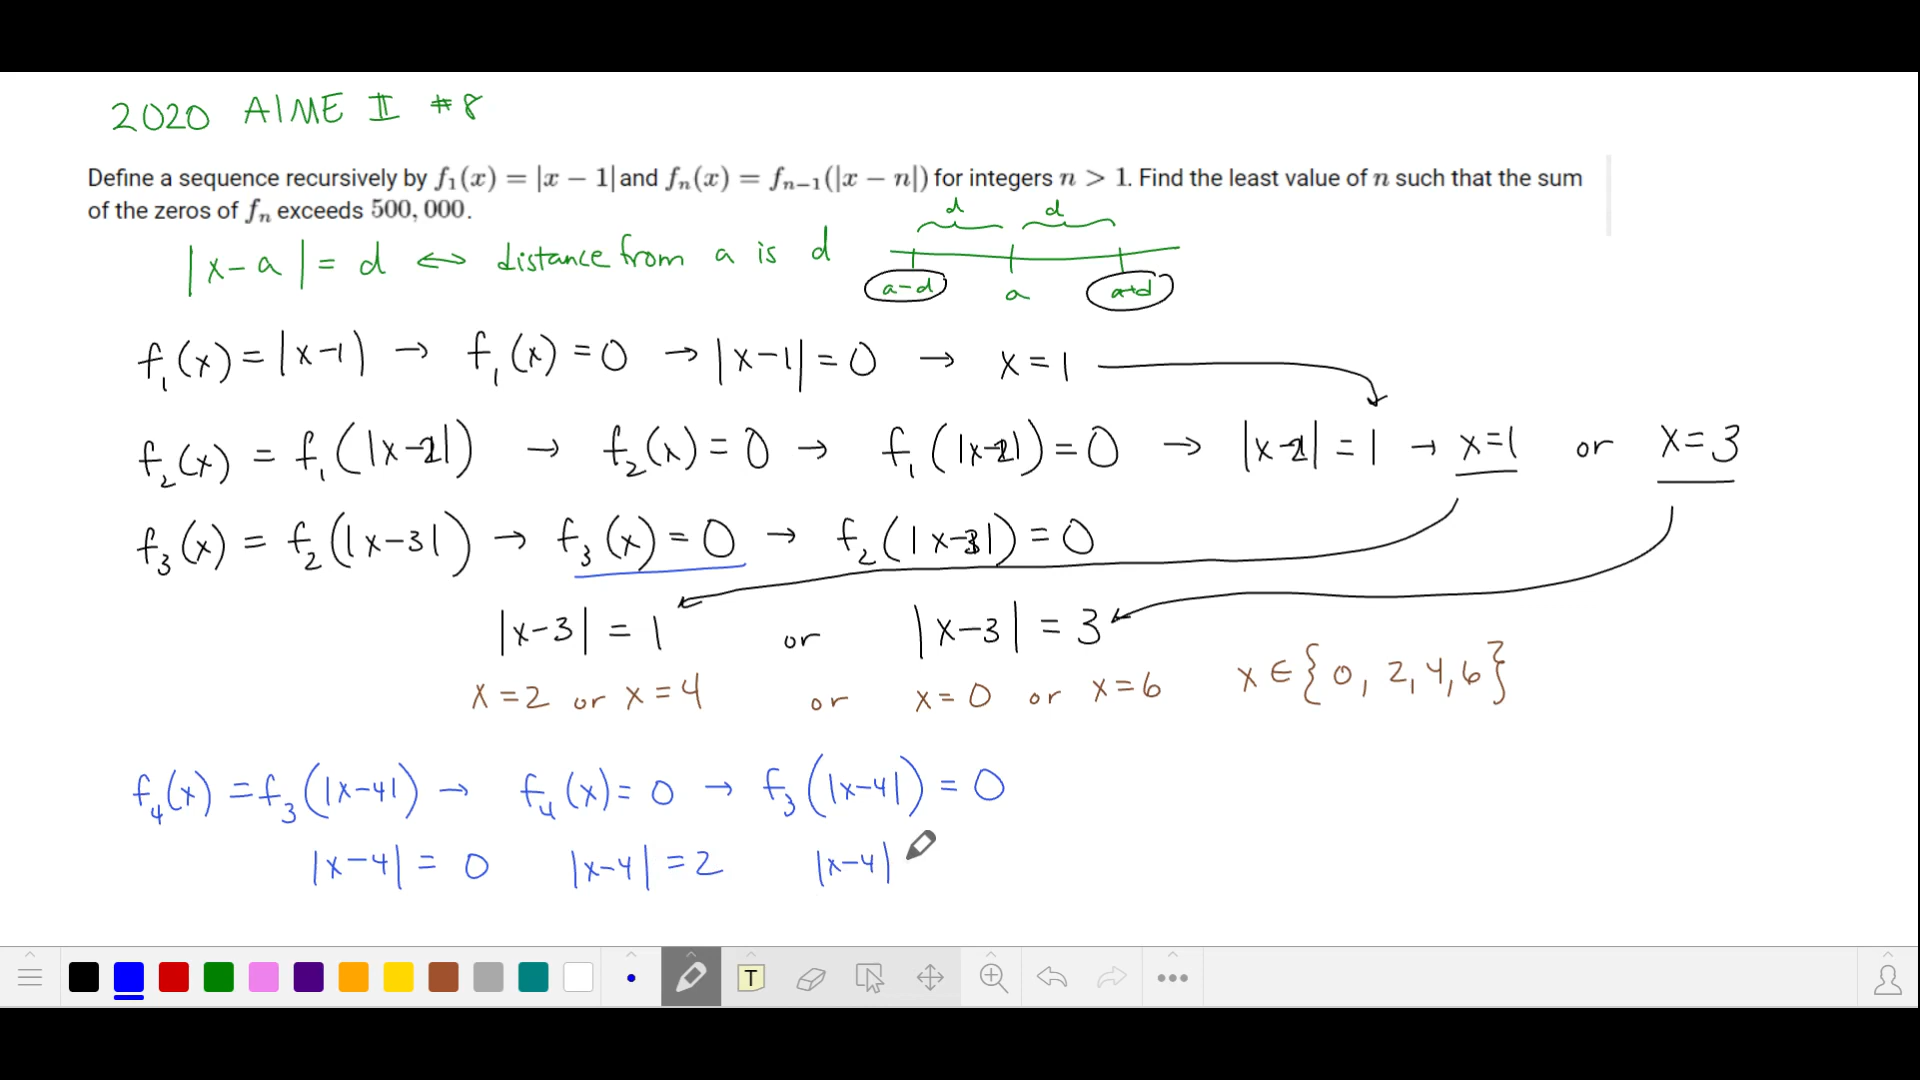 2020 AIME II #8
Define a sequence recursively by f₁(x) = |x − 1| and fₙ(x) = fₙ₋₁(|x − n|) for integers n > 1. Find the least value of n such that the sum
of the zeros of fₙ exceeds 500, 000.
d d
|x-a| = d ↔ distance from a is d
a-d a a+d
f₁(x) = |x-1) → f₁(x) = 0 → |x-1| = 0 → x = 1
f₂(x) = f₁(|x-2|) → f₂(x) = 0 → f₁(|x-2|) = 0 → |x-2| = 1 → x=1 or x=3
f₃(x) = f₂(|x-3|) → f₃(x) = 0 → f₂(|x-3|) = 0
|x-3| = 1 or |x-3| = 3
x=2 or x=4 or x=0 or x=6 x∈{0, 2, 4, 6}
f₄(x) = f₃(|x-4|) → f₄(x) = 0 → f₃(|x-4|) = 0
|x-4| = 0 |x-4| = 2 |x-4|
T